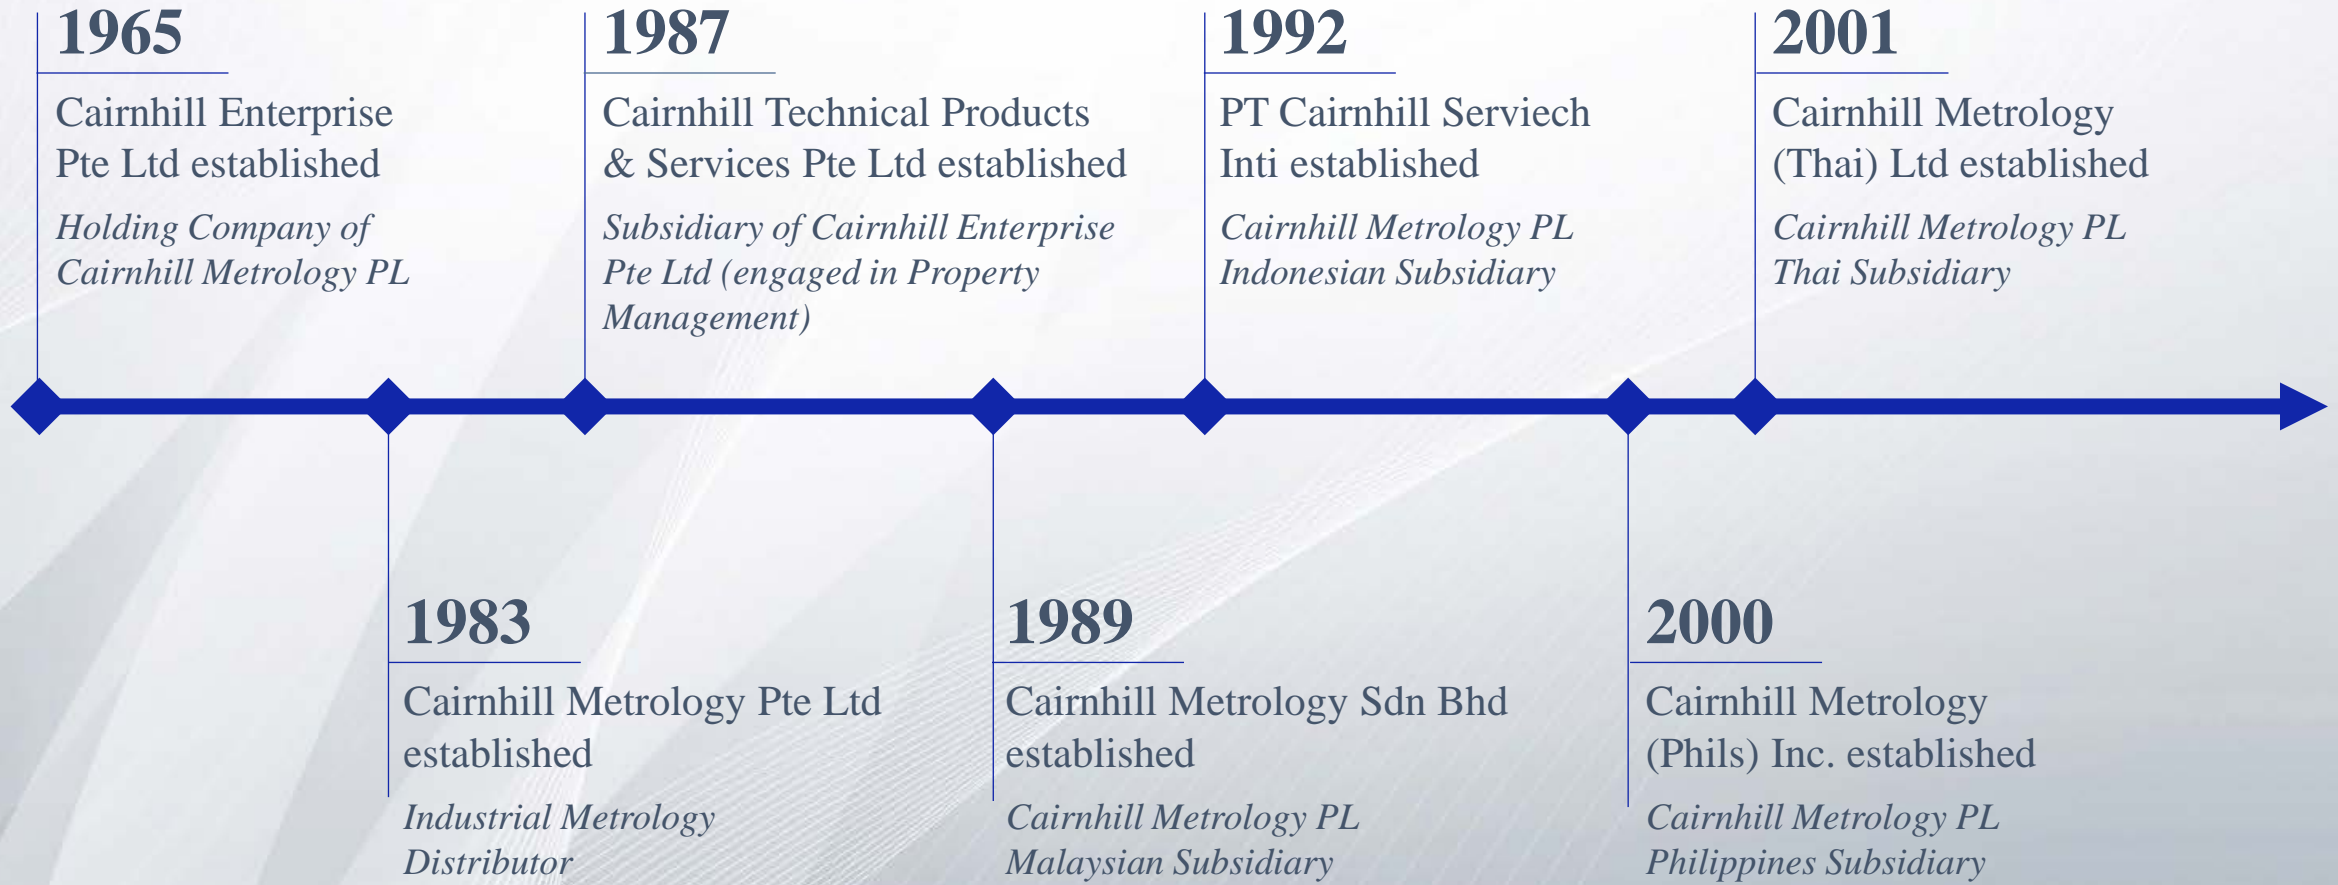 1965
Cairnhill Enterprise
Pte Ltd established
Holding Company of
Cairnhill Metrology PL
1987
Cairnhill Technical Products
& Services Pte Ltd established
Subsidiary of Cairnhill Enterprise
Pte Ltd (engaged in Property
Management)
1992
PT Cairnhill Serviech
Inti established
Cairnhill Metrology PL
Indonesian Subsidiary
2001
Cairnhill Metrology
(Thai) Ltd established
Cairnhill Metrology PL
Thai Subsidiary
1983
Cairnhill Metrology Pte Ltd
established
Industrial Metrology
Distributor
1989
Cairnhill Metrology Sdn Bhd
established
Cairnhill Metrology PL
Malaysian Subsidiary
2000
Cairnhill Metrology
(Phils) Inc. established
Cairnhill Metrology PL
Philippines Subsidiary